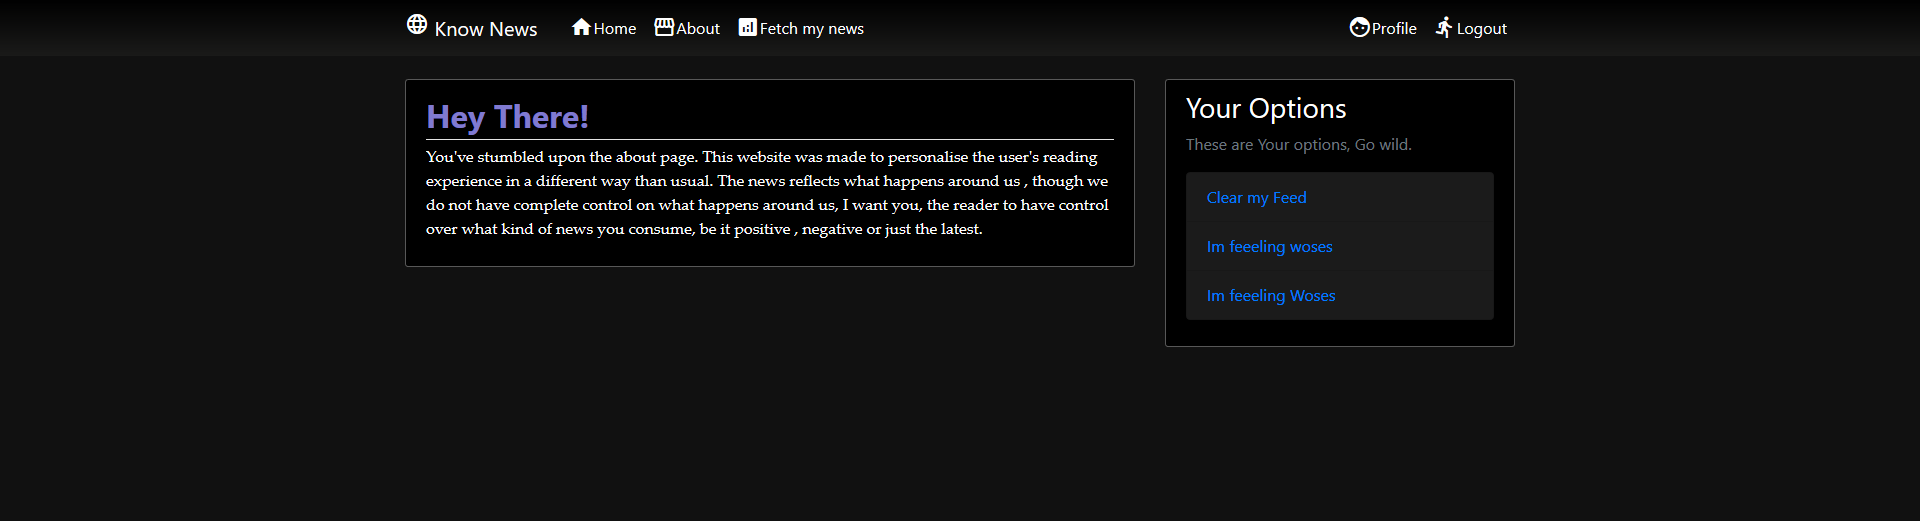 Know News Home About Fetch my news Profile Logout
Hey There!
You've stumbled upon the about page. This website was made to personalise the user's reading
experience in a different way than usual. The news reflects what happens around us , though we
do not have complete control on what happens around us, I want you, the reader to have control
over what kind of news you consume, be it positive , negative or just the latest.
Your Options
These are Your options, Go wild.
Clear my Feed
Im feeeling woses
Im feeeling Woses